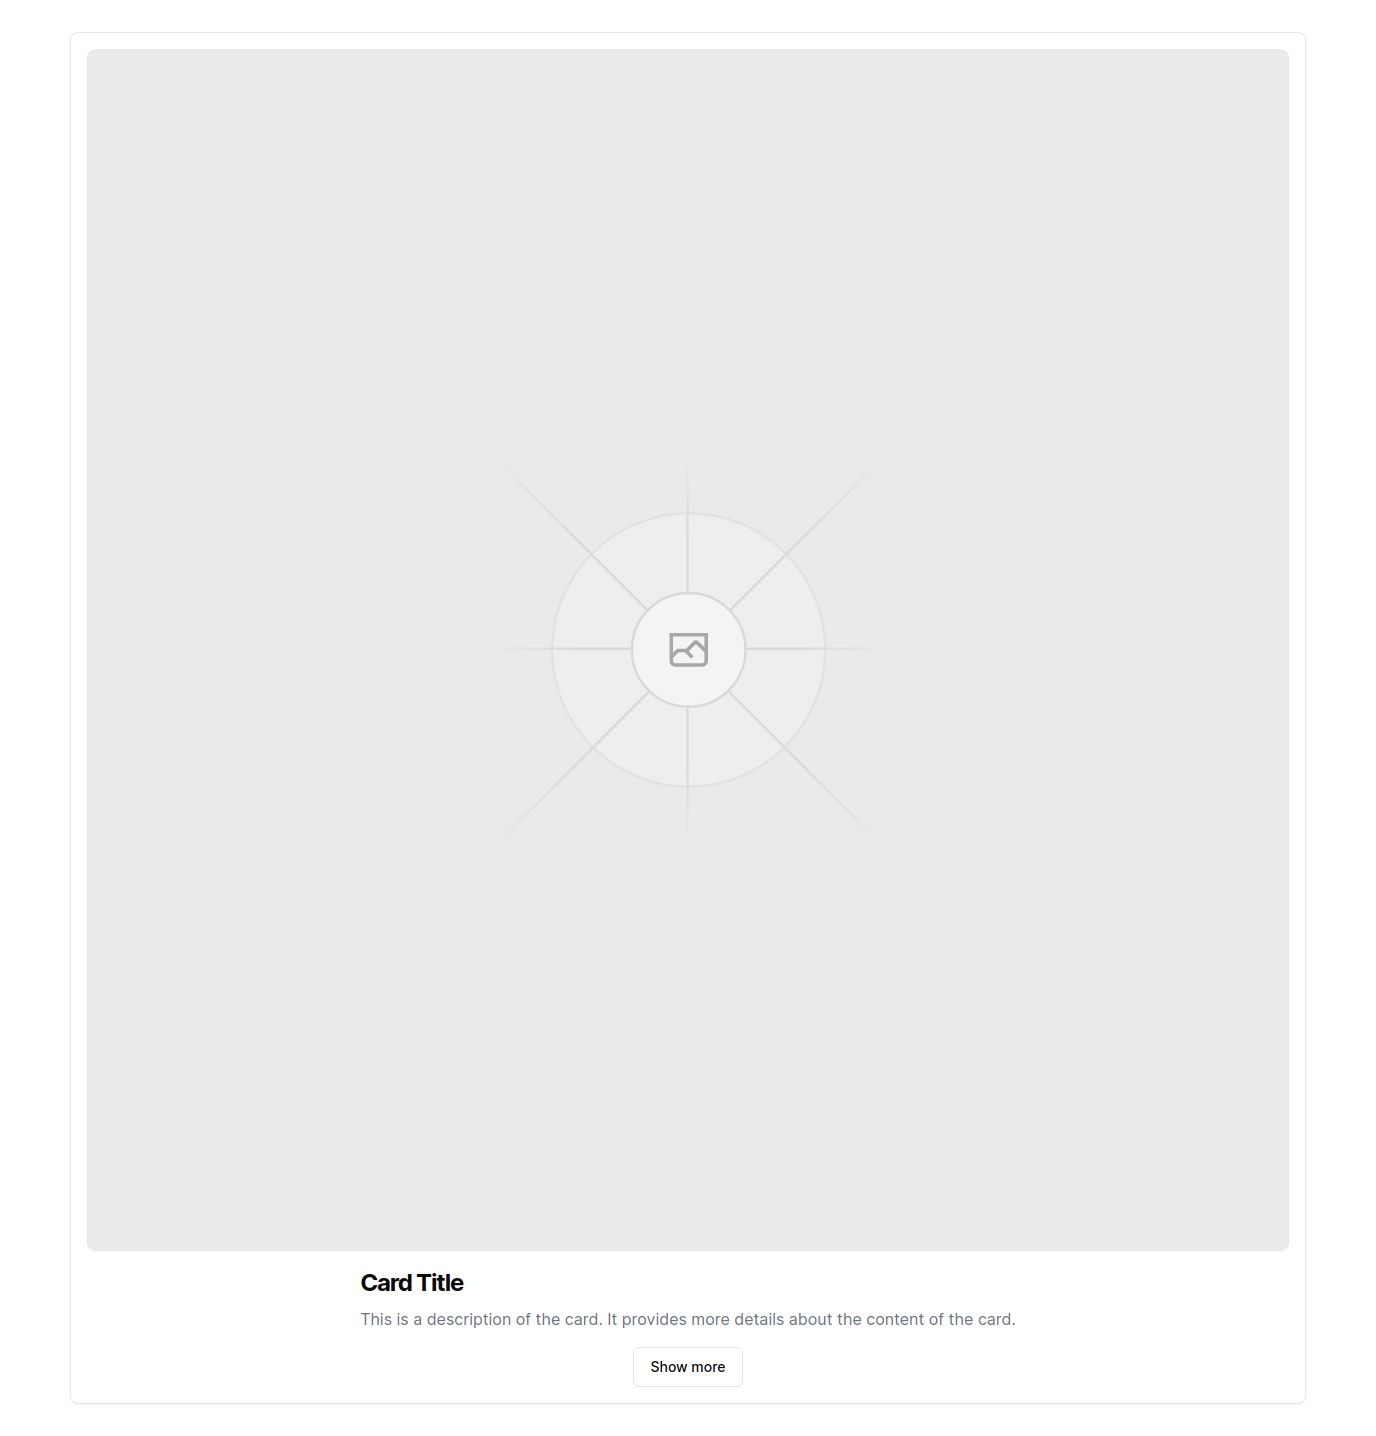 Card Title
This is a description of the card. It provides more details about the content of the card.
Show more